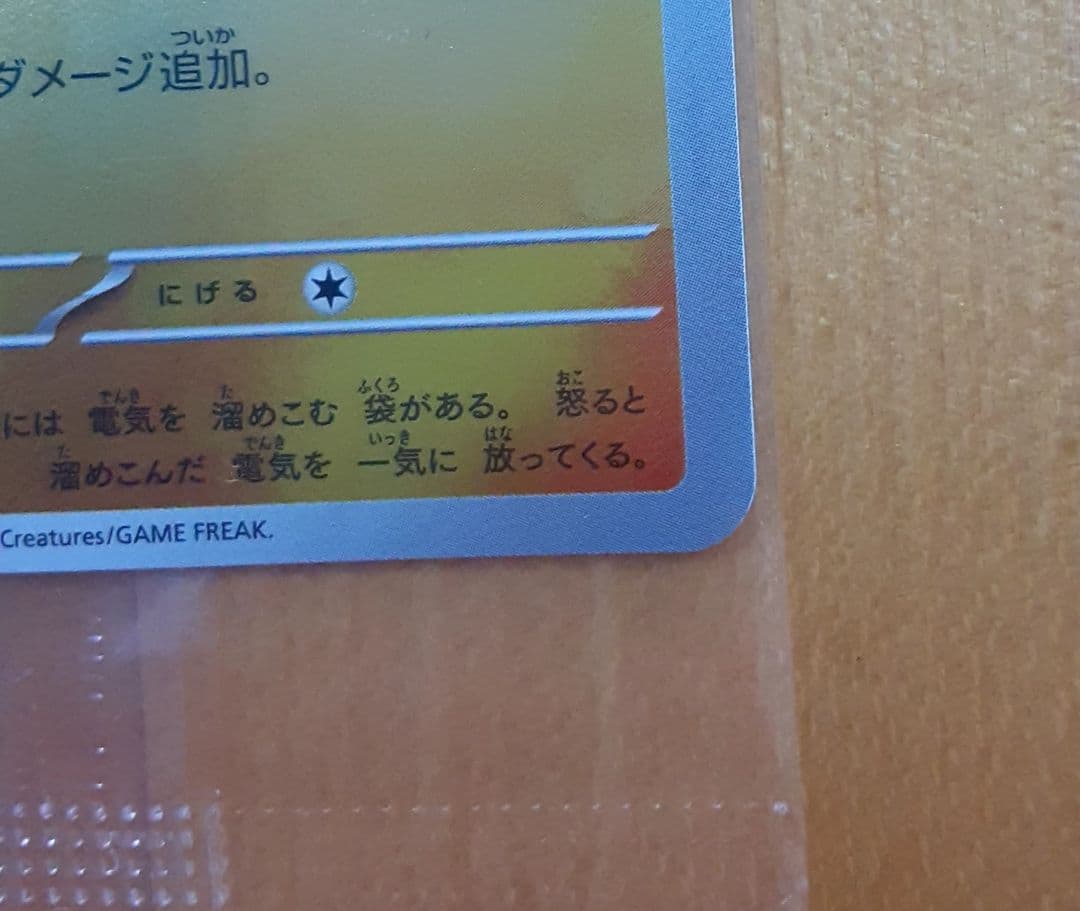 ダメージ追加。
にげる
には 電気を 溜めこむ 袋がある。 怒ると
溜めこんだ 電気を 一気に 放ってくる。
Creatures/GAME FREAK.